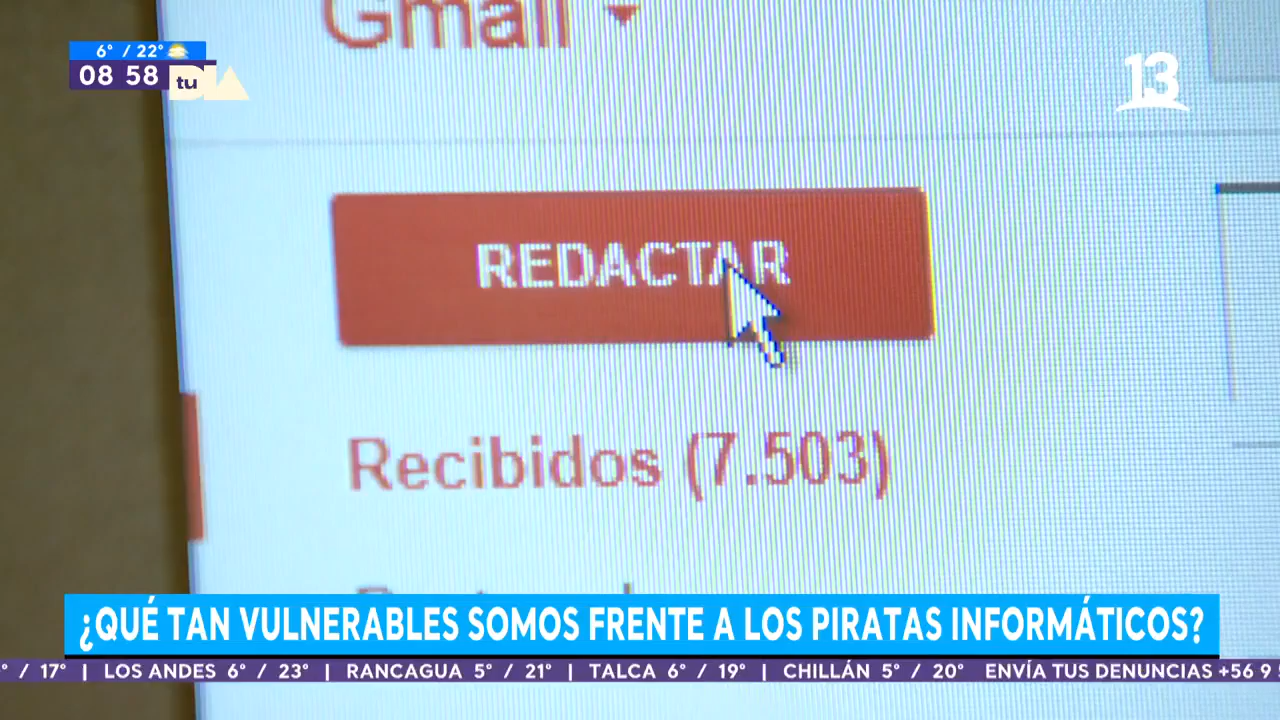 Gmail
6° / 22°
08 58
tu
DÍA
13
REDACTAR
Recibidos (7.503)
¿QUÉ TAN VULNERABLES SOMOS FRENTE A LOS PIRATAS INFORMÁTICOS?
° / 17° | LOS ANDES 6° / 23° | RANCAGUA 5° / 21° | TALCA 6° / 19° | CHILLÁN 5° / 20° ENVÍA TUS DENUNCIAS +56 9